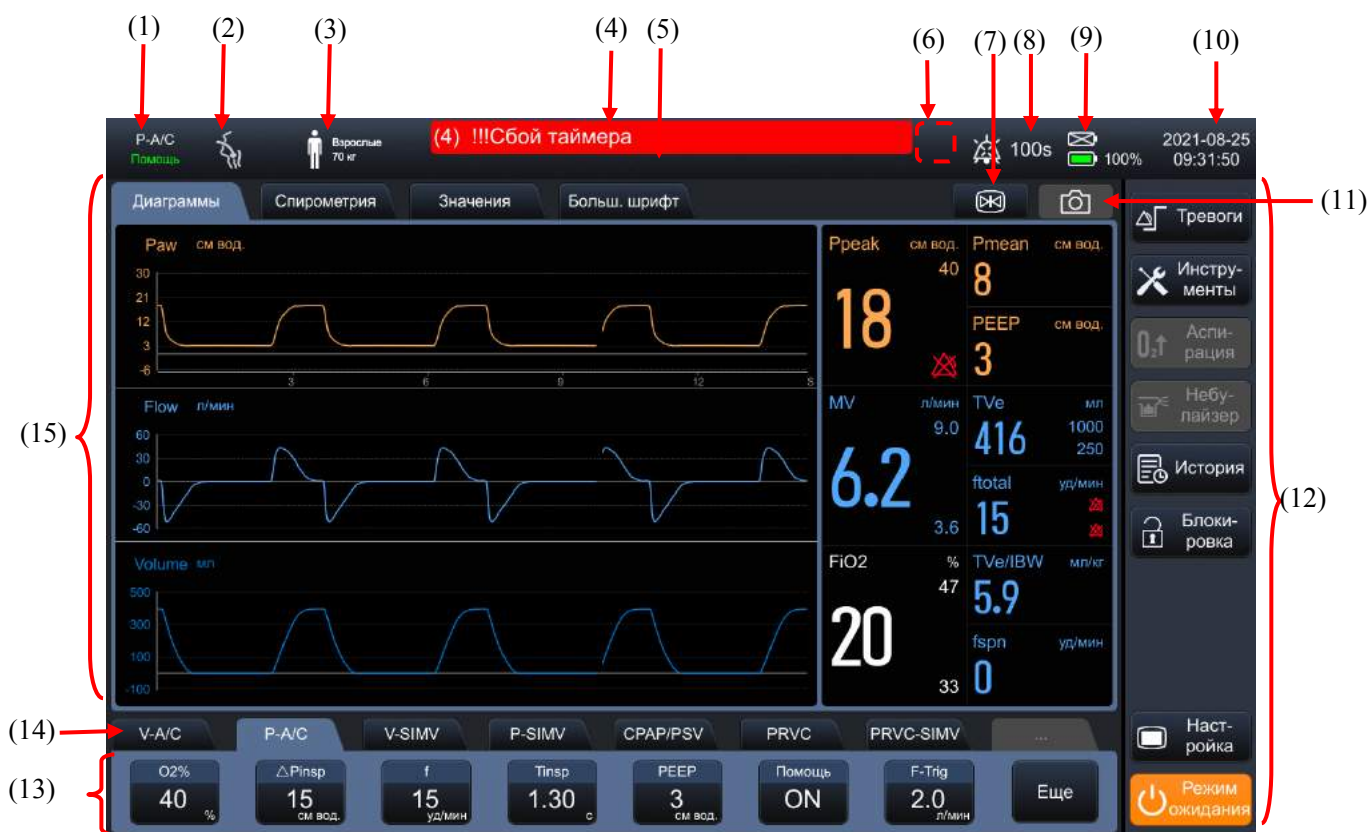 (1) (2) (3) (4) (5) (6) (7) (8) (9) (10)
P-A/C
Помощь
Взрослые
70 кг
(4) !!!Сбой таймера
100s
100%
2021-08-25
09:31:50
Диаграммы Спирометрия Значения Больш. шрифт
(11)
Paw см вод.
30
21
12
3
-6
3 6 9 12 S
Flow л/мин
60
30
0
-30
-60
Volume мл
500
300
100
-100
(15)
Ppeak см вод.
40
18
Pmean см вод.
8
PEEP см вод.
3
MV л/мин
9.0
6.2
3.6
TVe мл
416
1000
250
ftotal уд/мин
15
FiO2 %
47
20
33
TVe/IBW мл/кг
5.9
fspn уд/мин
0
Тревоги
Инстру-
менты
O₂↑ Аспи-
рация
Небу-
лайзер
История
Блоки-
ровка
(12)
Наст-
ройка
Режим
ожидания
(14)
V-A/C P-A/C V-SIMV P-SIMV CPAP/PSV PRVC PRVC-SIMV ...
(13)
O2%
40
%
△Pinsp
15
см вод.
f
15
уд/мин
Tinsp
1.30
с
PEEP
3
см вод.
Помощь
ON
F-Trig
2.0
л/мин
Еще